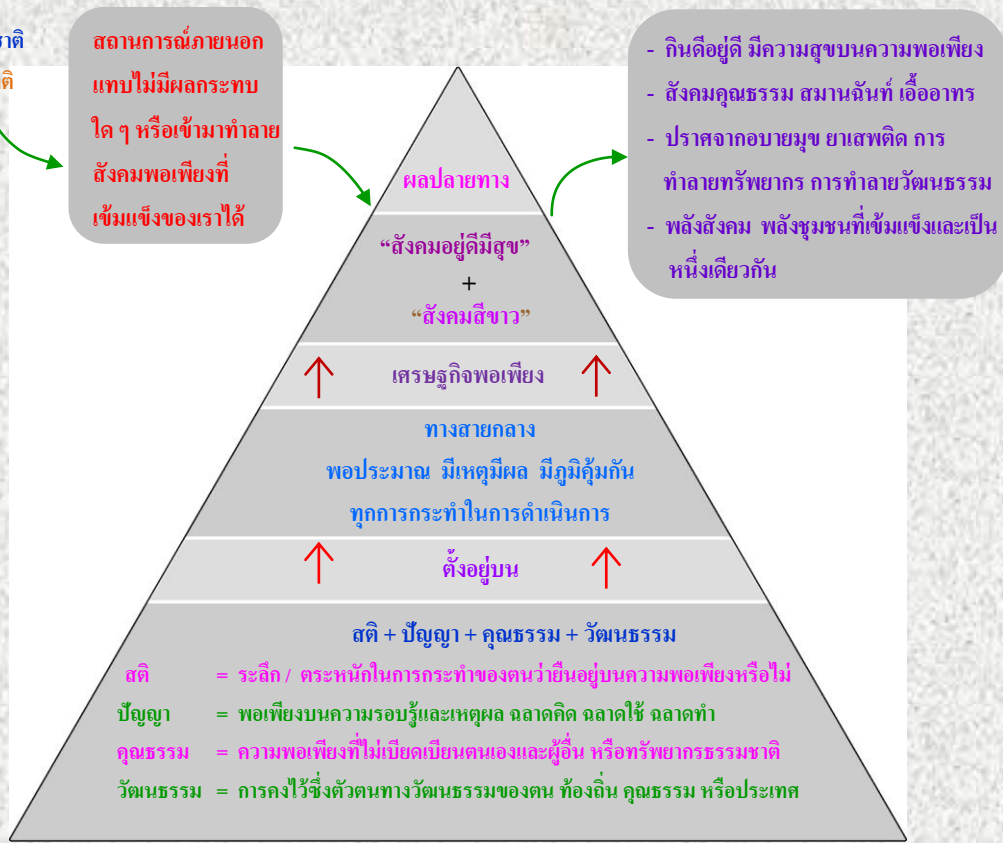 สถานการณ์ภายนอก
แทบไม่มีผลกระทบ
ใด ๆ หรือเข้ามาทำลาย
สังคมพอเพียงที่
เข้มแข็งของเราได้
- กินดีอยู่ดี มีความสุขบนความพอเพียง
- สังคมคุณธรรม สมานฉันท์ เอื้ออาทร
- ปราศจากอบายมุข ยาเสพติด การ
ทำลายทรัพยากร การทำลายวัฒนธรรม
- พลังสังคม พลังชุมชนที่เข้มแข็งและเป็น
หนึ่งเดียวกัน
ผลปลายทาง
“สังคมอยู่ดีมีสุข”
+
“สังคมสีขาว”
เศรษฐกิจพอเพียง
ทางสายกลาง
พอประมาณ มีเหตุมีผล มีภูมิคุ้มกัน
ทุกการกระทำในการดำเนินการ
ตั้งอยู่บน
สติ + ปัญญา + คุณธรรม + วัฒนธรรม
สติ = ระลึก / ตระหนักในการกระทำของตนว่ายืนอยู่บนความพอเพียงหรือไม่
ปัญญา = พอเพียงบนความรอบรู้และเหตุผล ฉลาดคิด ฉลาดใช้ ฉลาดทำ
คุณธรรม = ความพอเพียงที่ไม่เบียดเบียนตนเองและผู้อื่น หรือทรัพยากรธรรมชาติ
วัฒนธรรม = การคงไว้ซึ่งตัวตนทางวัฒนธรรมของตน ท้องถิ่น คุณธรรม หรือประเทศ